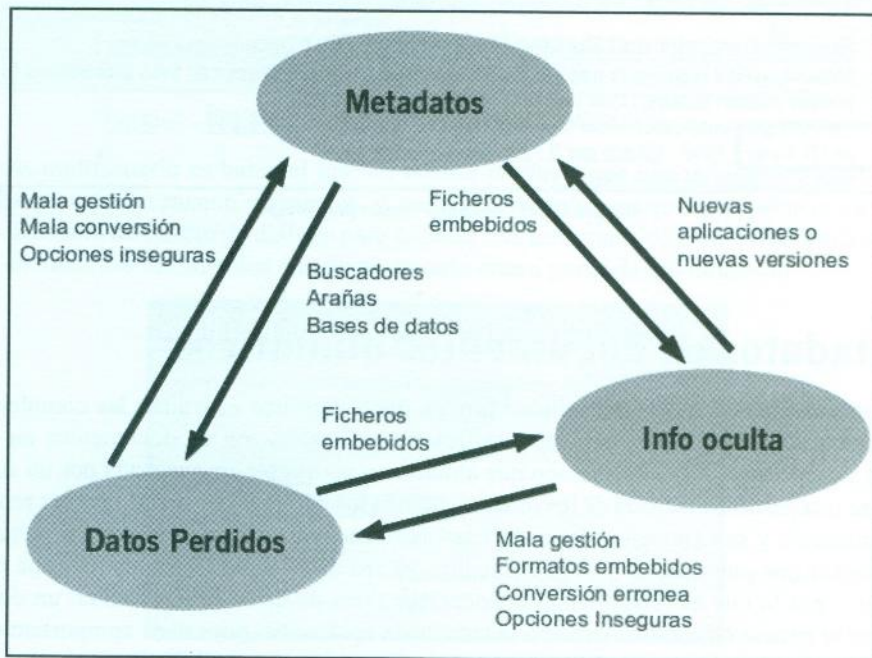 Metadatos
Mala gestión
Mala conversión
Opciones inseguras
Ficheros
embebidos
Nuevas
aplicaciones o
nuevas versiones
Buscadores
Arañas
Bases de datos
Ficheros
embebidos
Info oculta
Datos Perdidos
Mala gestión
Formatos embebidos
Conversión erronea
Opciones Inseguras